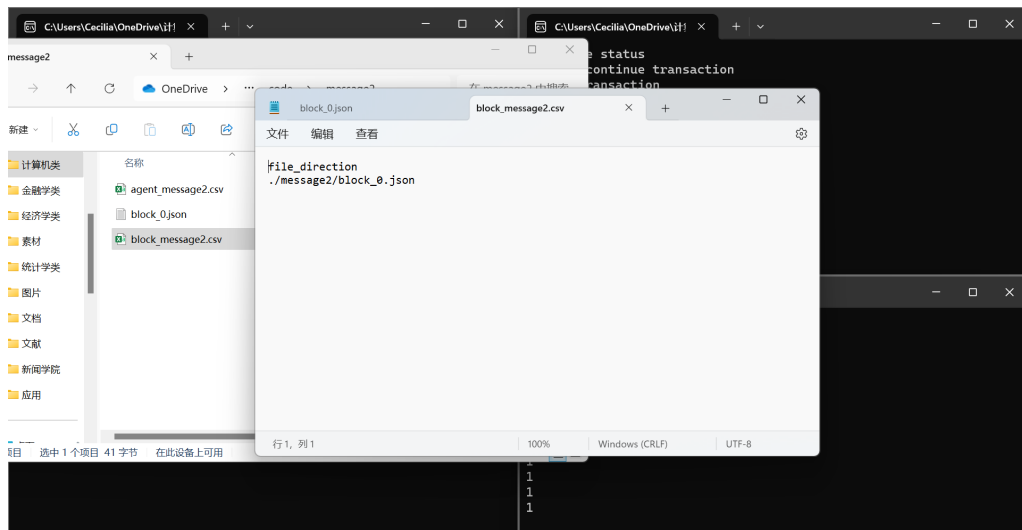 C:\Users\Cecilia\OneDrive\计!
C:\Users\Cecilia\OneDrive\计!
status
continue transaction
message2
OneDrive
新建
计算机类
金融学类
经济学类
素材
统计学类
图片
文档
文献
新闻学院
应用
名称
agent_message2.csv
block_0.json
block_message2.csv
block_0.json
block_message2.csv
文件 编辑 查看
file_direction
./message2/block_0.json
行 1，列 1
100%
Windows (CRLF)
UTF-8
选中 1 个项目 41 字节
在此设备上可用
1
1
1
1